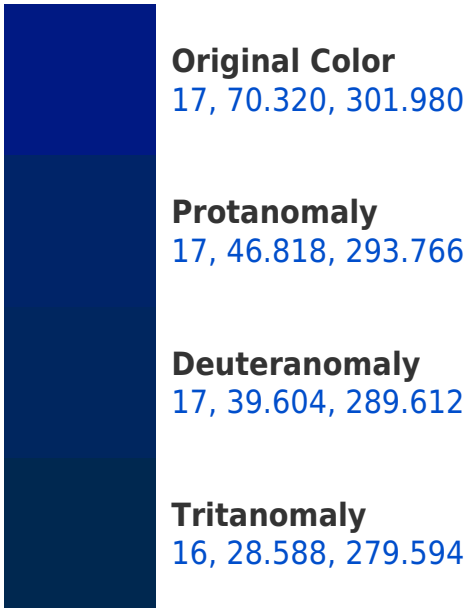 Original Color
17, 70.320, 301.980
Protanomaly
17, 46.818, 293.766
Deuteranomaly
17, 39.604, 289.612
Tritanomaly
16, 28.588, 279.594